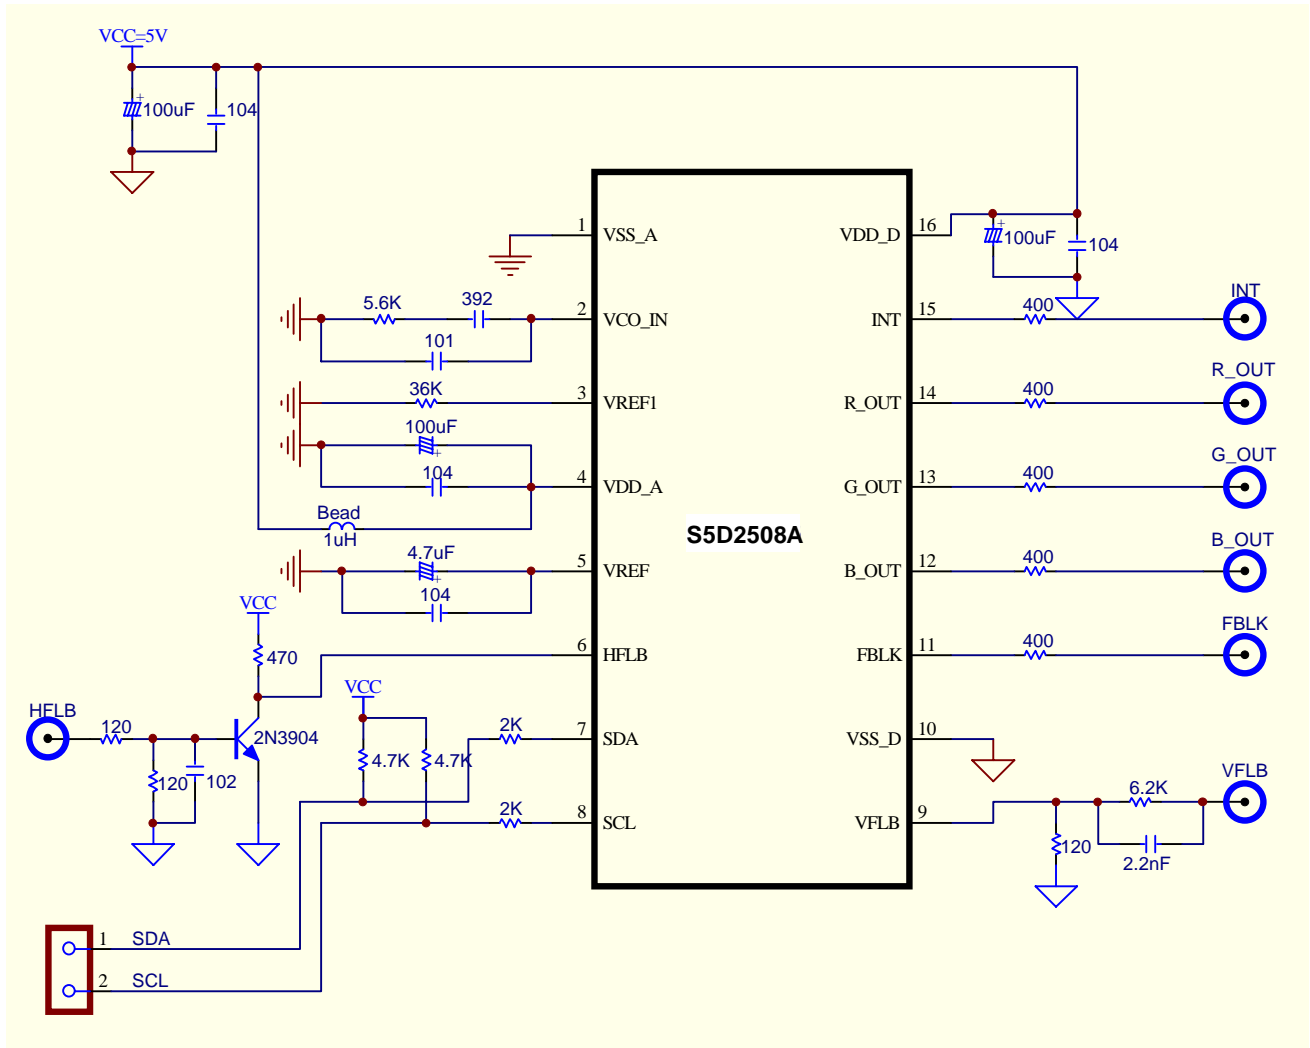 VCC=5V
+
100uF 104
1 VSS_A
VDD_D 16
+
100uF 104
5.6K 392
2 VCO_IN
101
INT 15
400
INT
36K
3 VREF1
R_OUT 14
400
R_OUT
100uF
+
104
4 VDD_A
G_OUT 13
400
G_OUT
Bead
1uH
S5D2508A
4.7uF
+
104
5 VREF
B_OUT 12
400
B_OUT
VCC
470
6 HFLB
FBLK 11
400
FBLK
HFLB
120
2N3904
120 102
VCC
4.7K 4.7K
2K
7 SDA
VSS_D 10
2K
8 SCL
VFLB 9
6.2K
VFLB
120
2.2nF
1 SDA
2 SCL